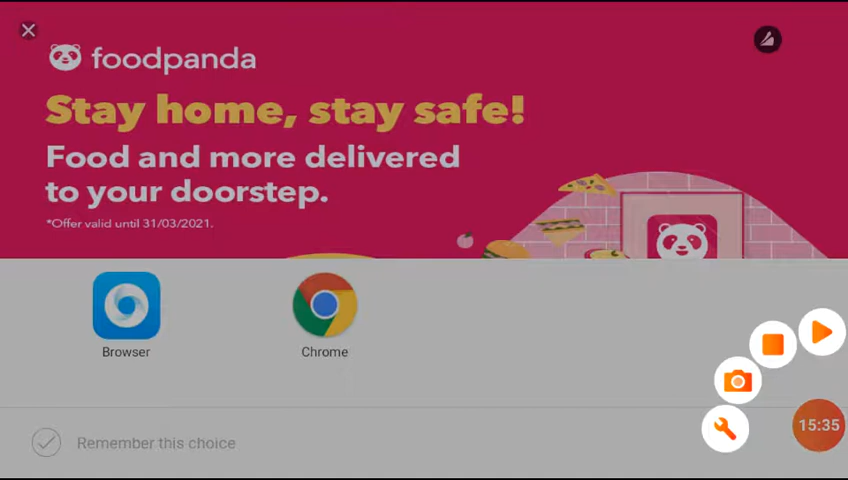 foodpanda
Stay home, stay safe!
Food and more delivered
to your doorstep.
*Offer valid until 31/03/2021.
Browser
Chrome
Remember this choice
15:35